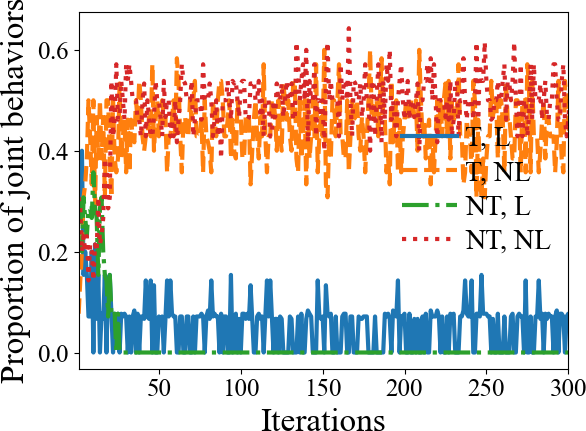 Proportion of joint behaviors
0.6
0.4
0.2
0.0
T, L
T, NL
NT, L
NT, NL
50
100
150
200
250
300
Iterations